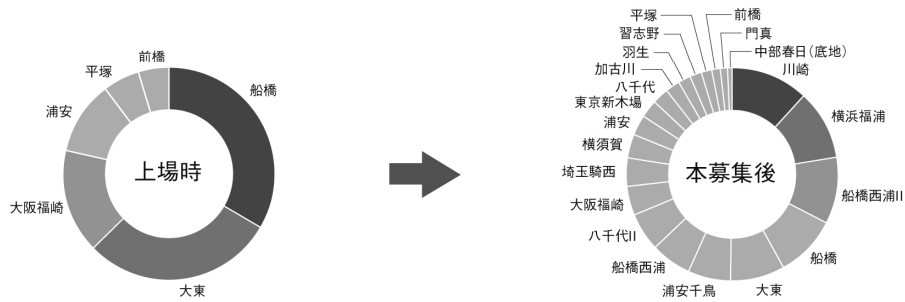 上場時
船橋
大東
大阪福崎
浦安
平塚
前橋
本募集後
川崎
横浜福浦
船橋西浦II
船橋
大東
浦安千鳥
船橋西浦
八千代II
大阪福崎
埼玉騎西
横須賀
浦安
東京新木場
八千代
加古川
羽生
習志野
平塚
前橋
門真
中部春日(底地)